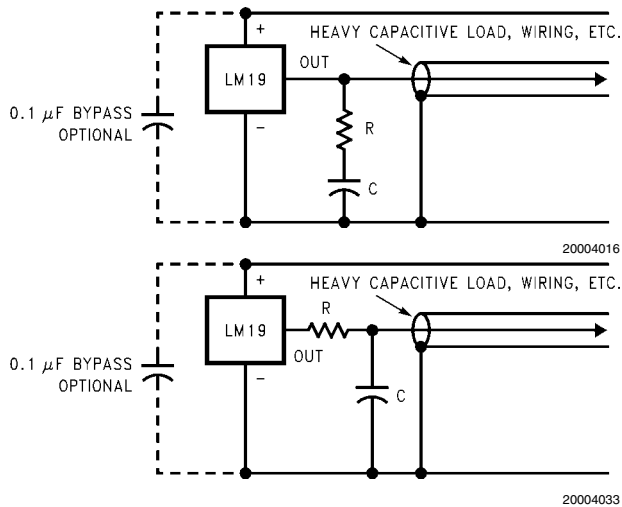 HEAVY CAPACITIVE LOAD, WIRING, ETC.
+
OUT
LM19
0.1 μF BYPASS
OPTIONAL
R
−
C
20004016
HEAVY CAPACITIVE LOAD, WIRING, ETC.
+
R
LM19
OUT
0.1 μF BYPASS
OPTIONAL
−
C
20004033